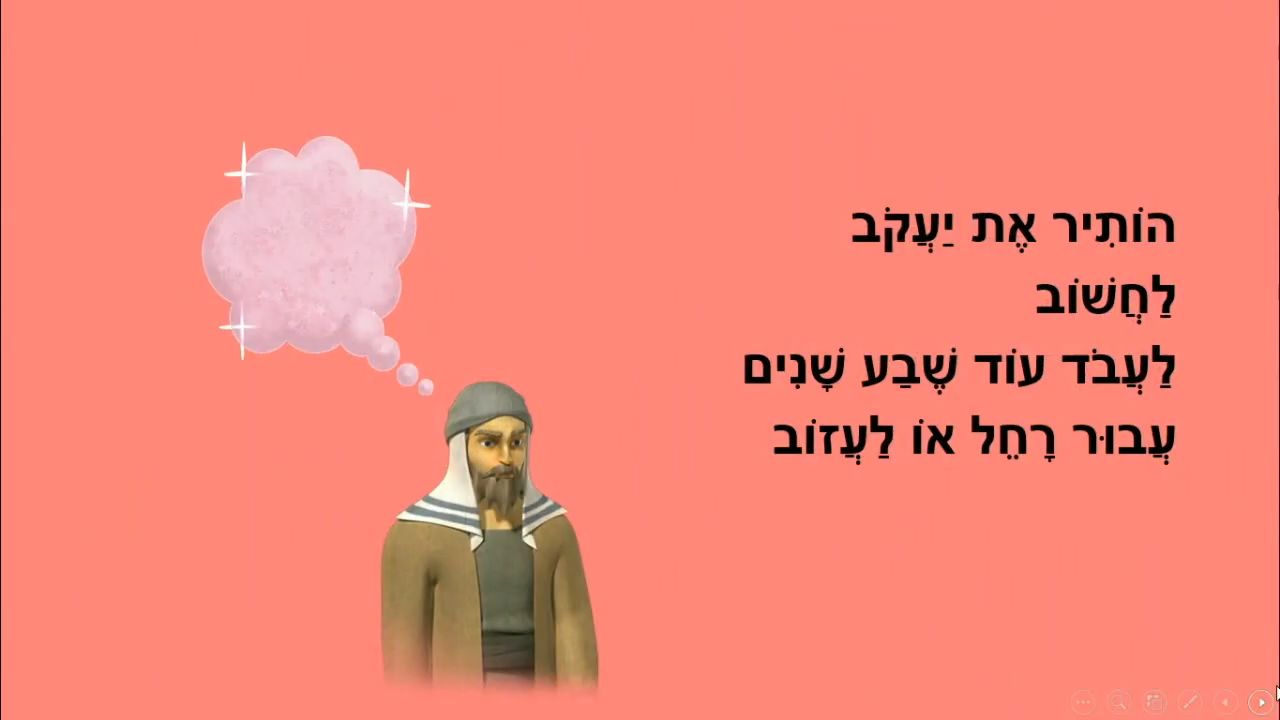 הוֹתִיר אֶת יַעֲקֹב
לַחֲשׁוֹב
לַעֲבֹד עוֹד שֶׁבַע שָׁנִים
עֲבוּר רָחֵל אוֹ לַעֲזוֹב